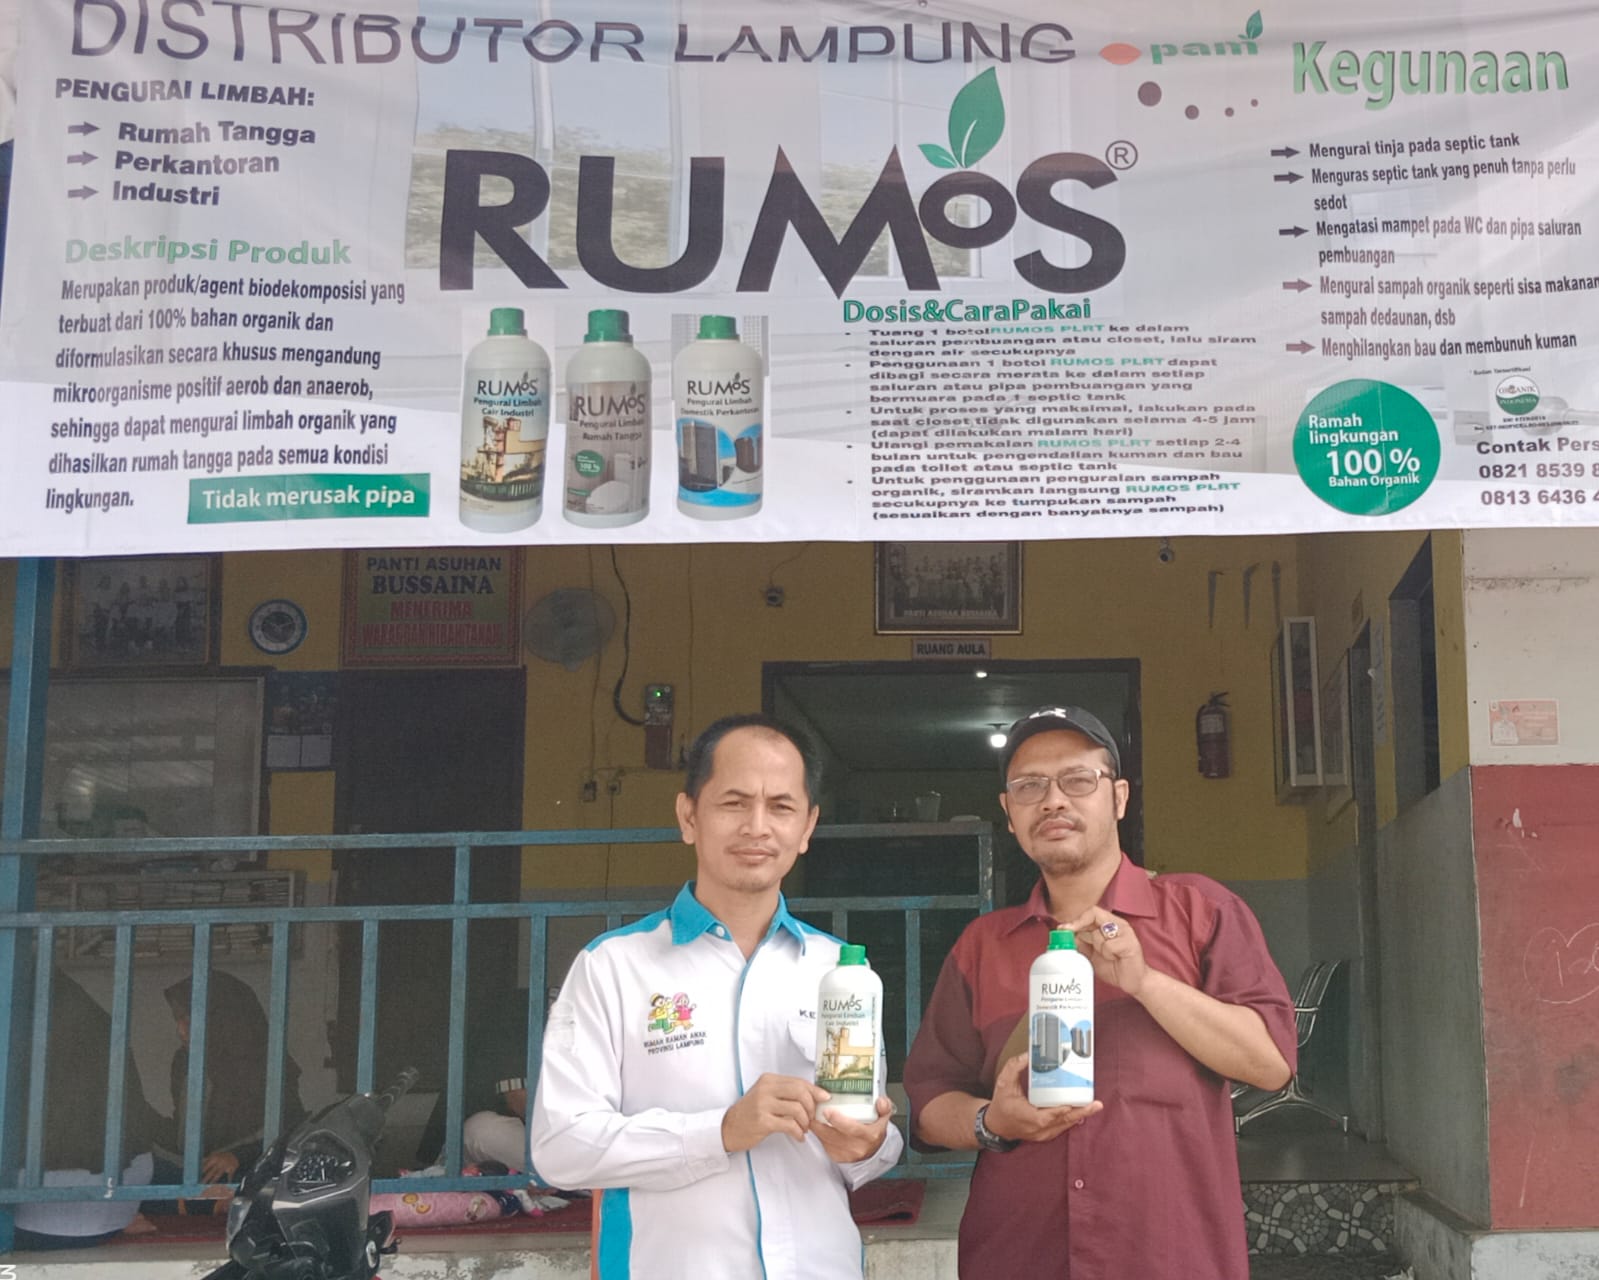 DISTRIBUTOR LAMPUNG
pam
PENGURAI LIMBAH:
Rumah Tangga
Perkantoran
Industri
Deskripsi Produk
Merupakan produk/agent biodekomposisi yang
terbuat dari 100% bahan organik dan
diformulasikan secara khusus mengandung
mikroorganisme positif aerob dan anaerob,
sehingga dapat mengurai limbah organik yang
dihasilkan rumah tangga pada semua kondisi
lingkungan.
Tidak merusak pipa
RUMOS®
RUMOS
Pengurai Limbah
Cair Industri
RUMOS
Pengurai Limbah
Rumah Tangga
100 %
RUMOS
Pengurai Limbah
Domestik Perkantoran
Dosis&CaraPakai
Tuang 1 botol RUMOS PLRT ke dalam
saluran pembuangan atau closet, lalu siram
dengan air secukupnya
Penggunaan 1 botol RUMOS PLRT dapat
dibagi secara merata ke dalam setiap
saluran atau pipa pembuangan yang
bermuara pada 1 septic tank
Untuk proses yang maksimal, lakukan pada
saat closet tidak digunakan selama 4-5 jam
(dapat dilakukan malam hari)
Ulangi pemakaian RUMOS PLRT setiap 2-4
bulan untuk pengendalian kuman dan bau
pada toilet atau septic tank
Untuk penggunaan penguraian sampah
organik, siramkan langsung RUMOS PLRT
secukupnya ke tumpukan sampah
(sesuaikan dengan banyaknya sampah)
Kegunaan
Mengurai tinja pada septic tank
Menguras septic tank yang penuh tanpa perlu
sedot
Mengatasi mampet pada WC dan pipa saluran
pembuangan
Mengurai sampah organik seperti sisa makanan
sampah dedaunan, dsb
Menghilangkan bau dan membunuh kuman
Ramah
lingkungan
100 %
Bahan Organik
ORGANIK
INDONESIA
Contak Pers
0821 8539 8
0813 6436 4
PANTI ASUHAN
BUSSAINA
MENERIMA
PANTI ASUHAN BUSSAINA
RUANG AULA
RUMAH RAMAH ANAK
PROVINSI LAMPUNG
KE
RUMOS
Pengurai Limbah
Cair Industri
RUMOS
Pengurai Limbah
Domestik Perkantoran